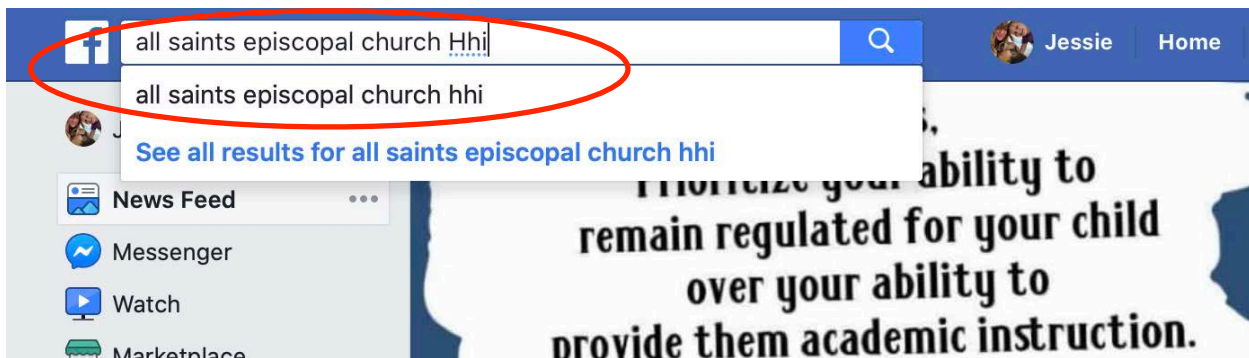 f all saints episcopal church Hhi Jessie Home
all saints episcopal church hhi
See all results for all saints episcopal church hhi
News Feed
Messenger
Watch
Marketplace
ability to
remain regulated for your child
over your ability to
provide them academic instruction.